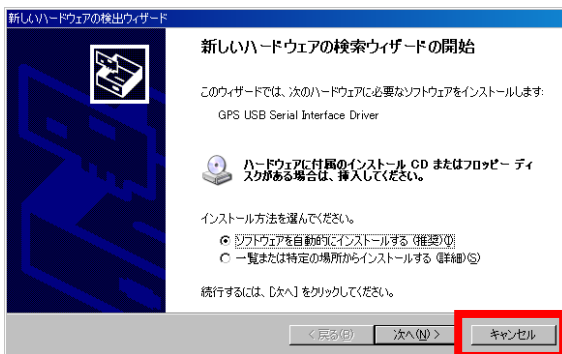 新しいハードウェアの検出ウィザード
新しいハードウェアの検索ウィザードの開始
このウィザードでは、次のハードウェアに必要なソフトウェアをインストールします:
GPS USB Serial Interface Driver
ハードウェアに付属のインストール CD またはフロッピー ディ
スクがある場合は、挿入してください。
インストール方法を選んでください。
ソフトウェアを自動的にインストールする (推奨)(I)
一覧または特定の場所からインストールする (詳細)(S)
続行するには、[次へ] をクリックしてください。
< 戻る(B) 次へ(N) > キャンセル